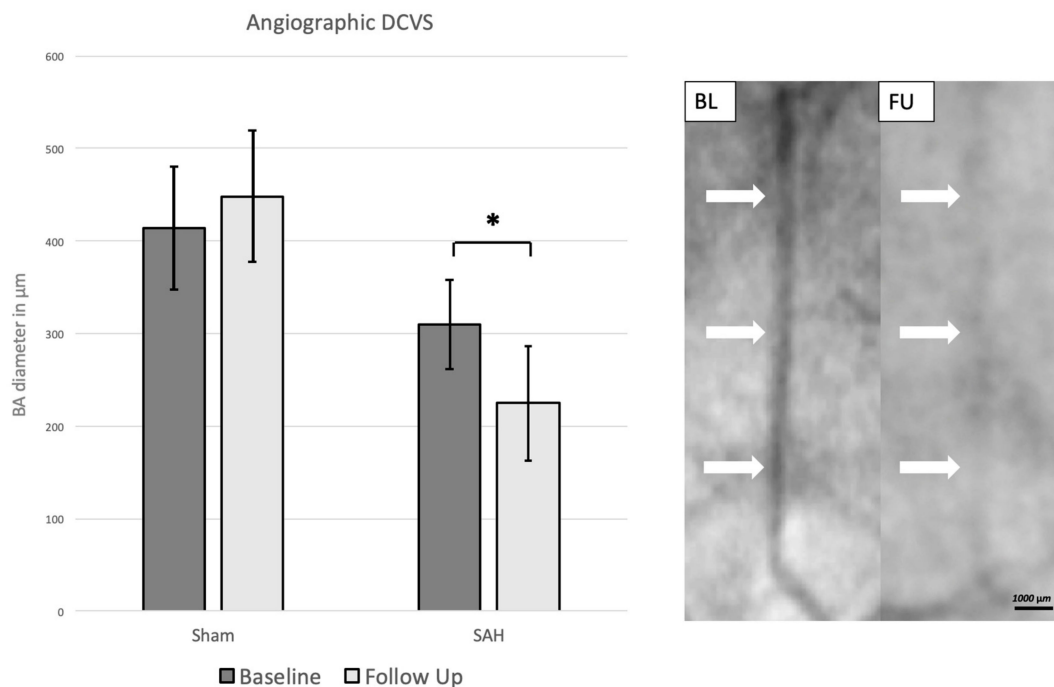 Angiographic DCVS
BA diameter in µm
600
500
400
300
200
100
0
*
Sham
SAH
Baseline
Follow Up
BL
FU
1000 µm